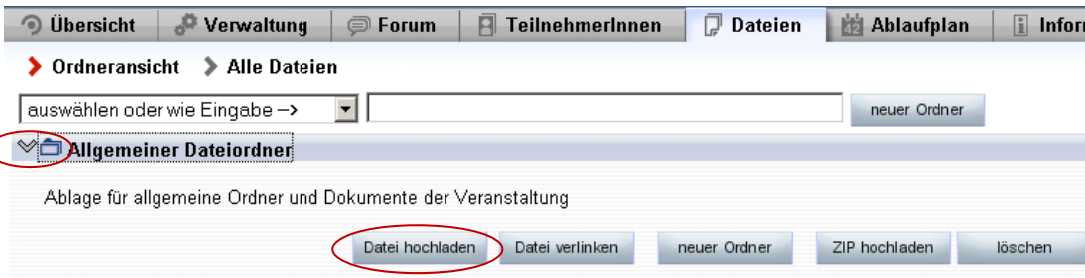 Übersicht Verwaltung Forum TeilnehmerInnen Dateien 42 Ablaufplan i Infor
Ordneransicht Alle Dateien
auswählen oder wie Eingabe --> neuer Ordner
Allgemeiner Dateiordner
Ablage für allgemeine Ordner und Dokumente der Veranstaltung
Datei hochladen Datei verlinken neuer Ordner ZIP hochladen löschen